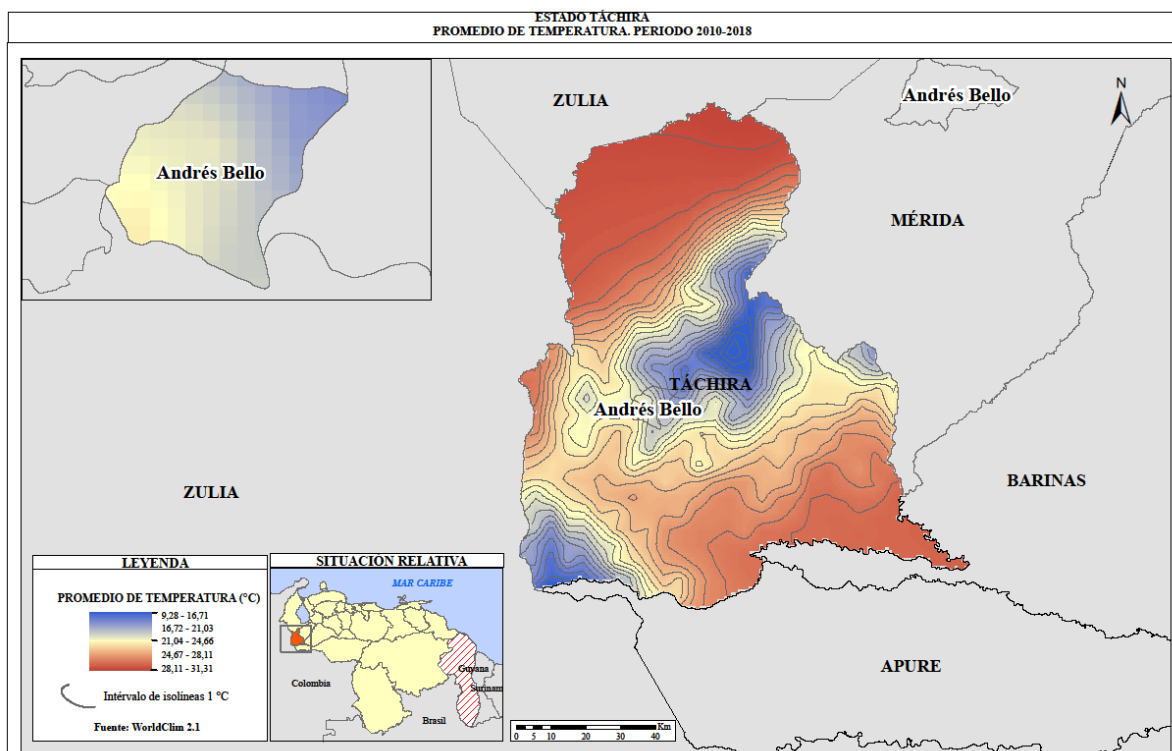 ESTADO TÁCHIRA
PROMEDIO DE TEMPERATURA. PERIODO 2010-2018
ZULIA
Andrés Bello
N
Andrés Bello
MÉRIDA
TÁCHIRA
Andrés Bello
ZULIA
BARINAS
APURE
LEYENDA
PROMEDIO DE TEMPERATURA (°C)
9,28 - 16,71
16,72 - 21,03
21,04 - 24,66
24,67 - 28,11
28,11 - 31,31
Intérvalo de isolíneas 1 °C
Fuente: WorldClim 2.1
SITUACIÓN RELATIVA
MAR CARIBE
Guyana
Surinam
Colombia
Brasil
Km
0 5 10 20 30 40